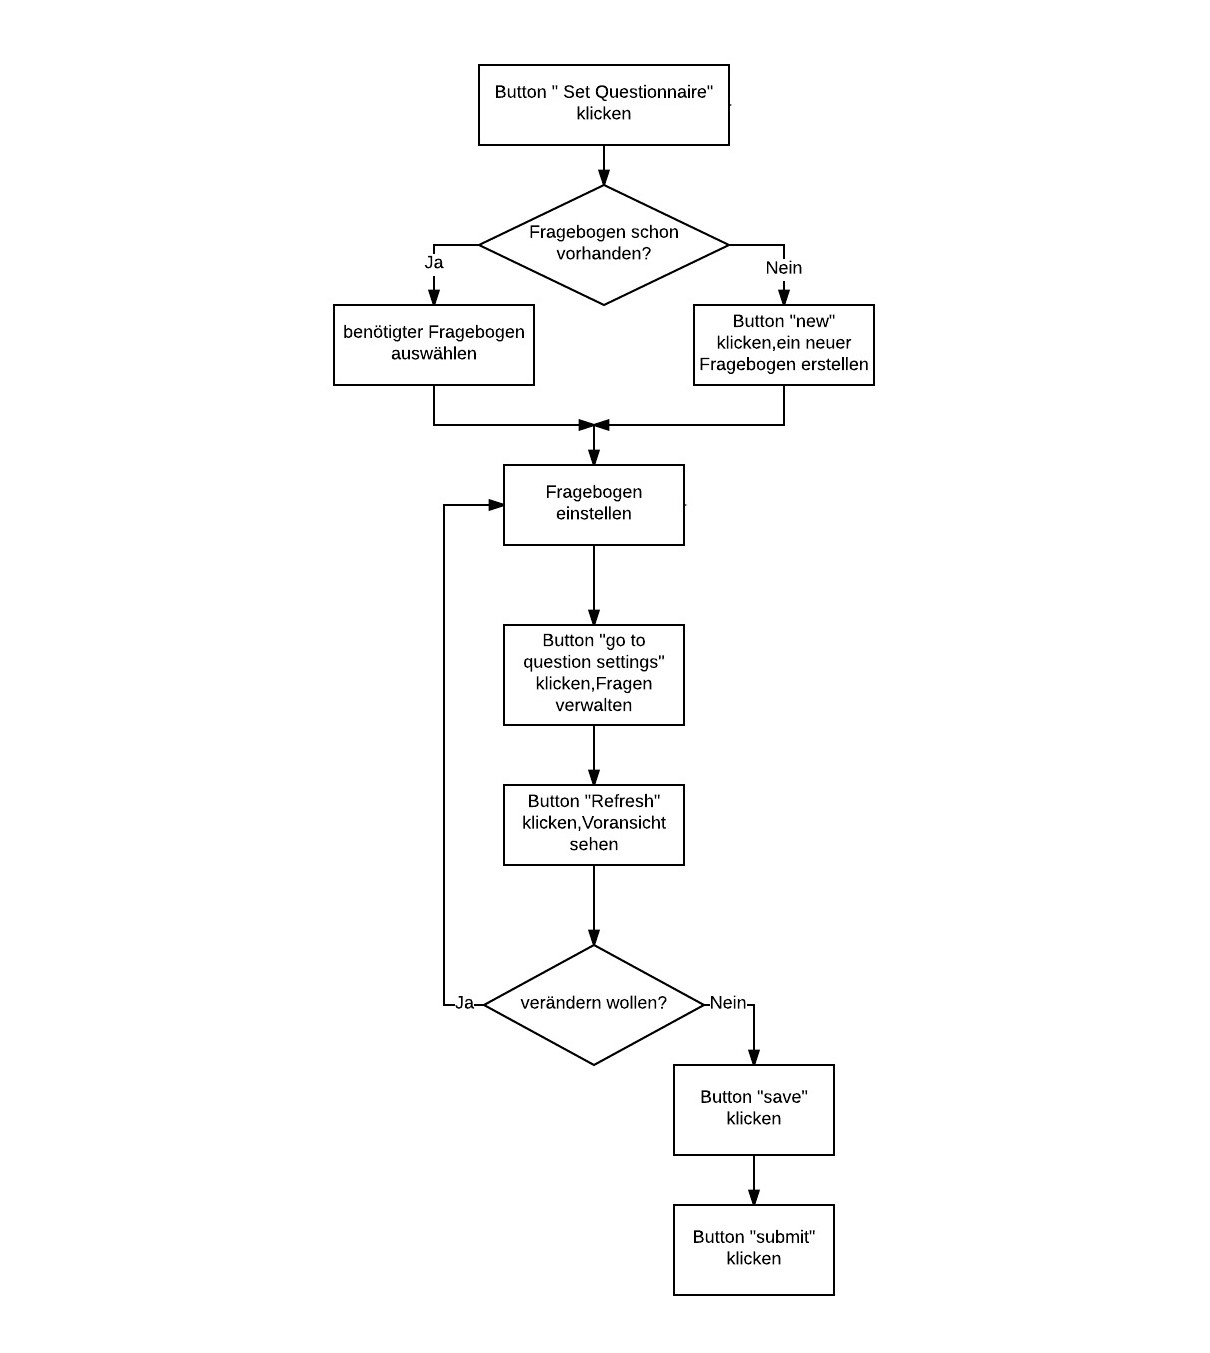 Button " Set Questionnaire"
klicken
Fragebogen schon
vorhanden?
Ja
Nein
benötigter Fragebogen
auswählen
Button "new"
klicken,ein neuer
Fragebogen erstellen
Fragebogen
einstellen
Button "go to
question settings"
klicken,Fragen
verwalten
Button "Refresh"
klicken,Voransicht
sehen
Ja
verändern wollen?
Nein
Button "save"
klicken
Button "submit"
klicken